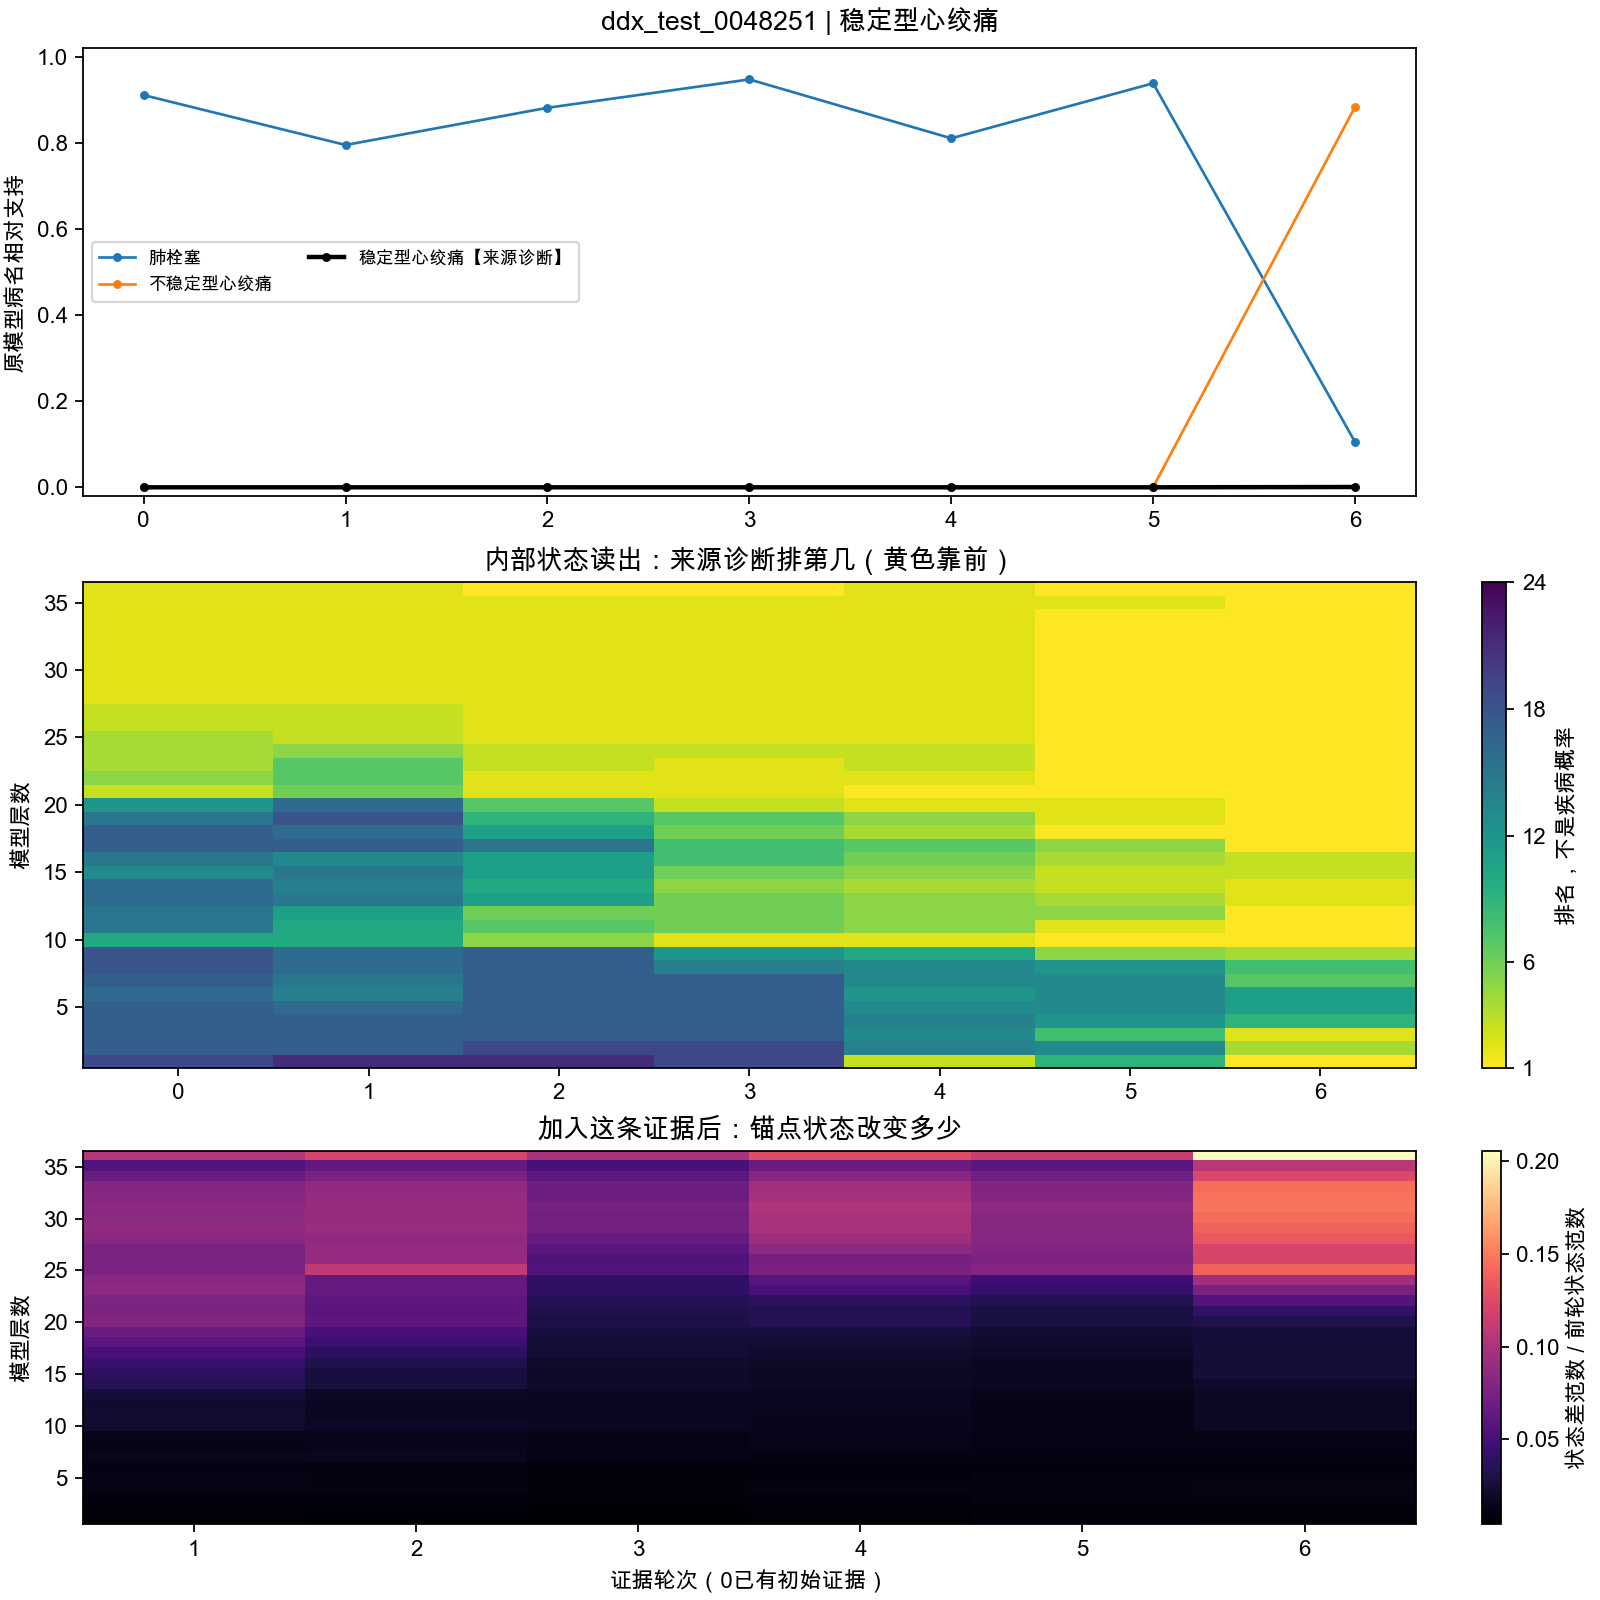 ddx_test_0048251 | 稳定型心绞痛
1.0
0.8
0.6
0.4
0.2
0.0
原模型病名相对支持
肺栓塞
不稳定型心绞痛
稳定型心绞痛【来源诊断】
0 1 2 3 4 5 6
内部状态读出：来源诊断排第几（黄色靠前）
35
30
25
20
15
10
5
模型层数
0 1 2 3 4 5 6
24
18
12
6
1
排名，不是疾病概率
加入这条证据后：锚点状态改变多少
35
30
25
20
15
10
5
模型层数
1 2 3 4 5 6
证据轮次（0已有初始证据）
0.20
0.15
0.10
0.05
状态差范数 / 前轮状态范数